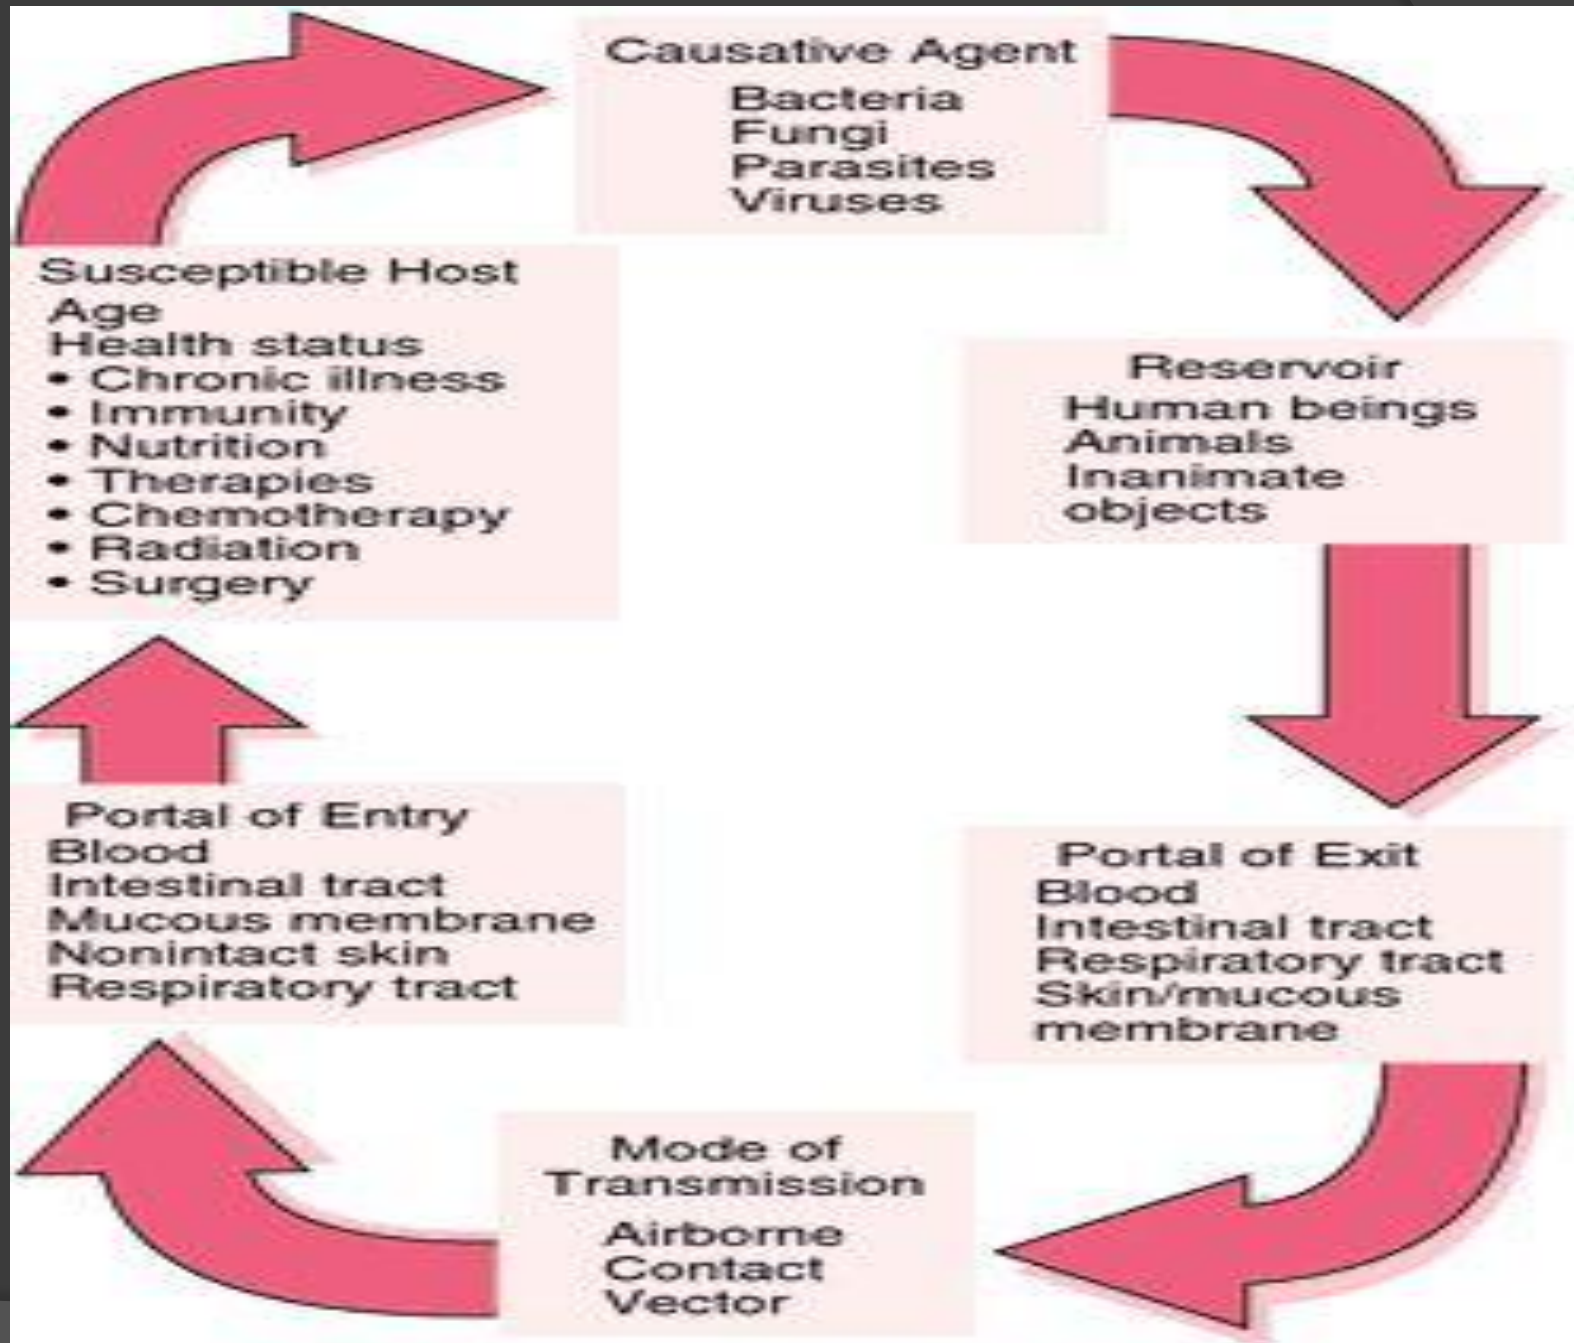 Causative Agent
Bacteria
Fungi
Parasites
Viruses
Reservoir
Human beings
Animals
Inanimate
objects
Portal of Exit
Blood
Intestinal tract
Respiratory tract
Skin/mucous
membrane
Mode of
Transmission
Airborne
Contact
Vector
Portal of Entry
Blood
Intestinal tract
Mucous membrane
Nonintact skin
Respiratory tract
Susceptible Host
Age
Health status
• Chronic illness
• Immunity
• Nutrition
• Therapies
• Chemotherapy
• Radiation
• Surgery